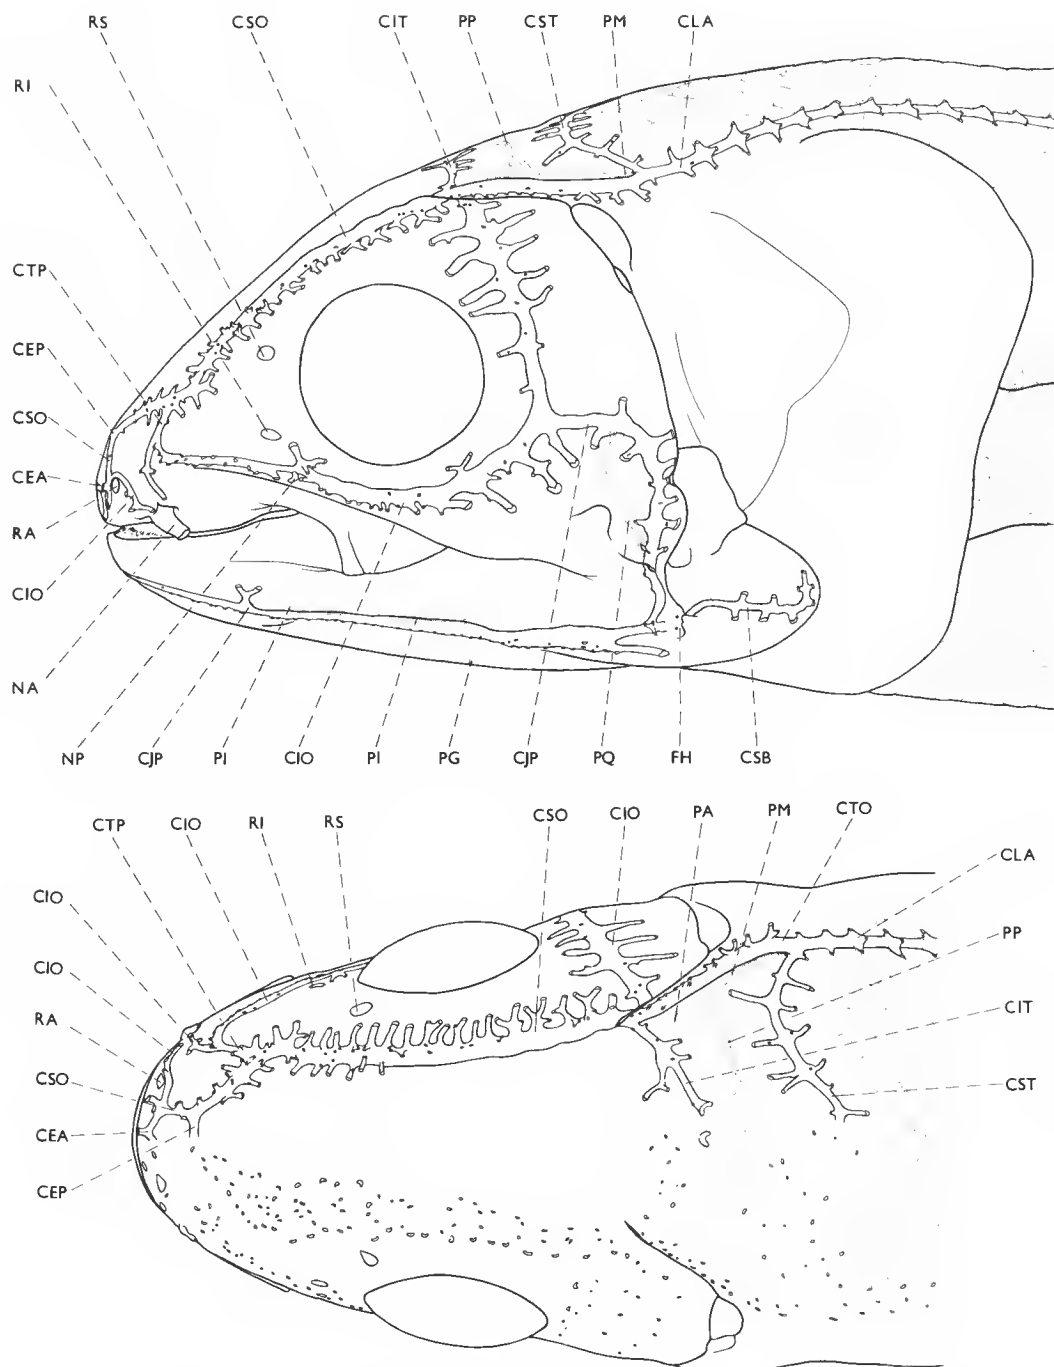 RS CSO CIT PP CST PM CLA
RI
CTP
CEP
CSO
CEA
RA
CIO
NA
NP CJP PI CIO PI PG CJP PQ FH CSB
CTP CIO RI RS CSO CIO PA PM CTO
CLA
CIO
PP
CIO
CIT
RA
CSO
CST
CEA
CEP